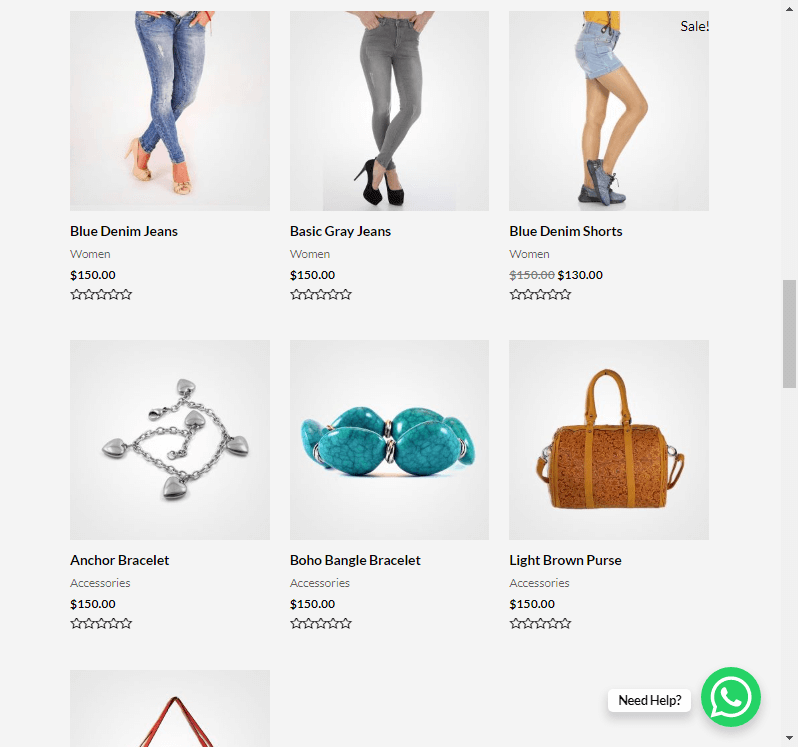 Sale!
Blue Denim Jeans
Women
$150.00
Basic Gray Jeans
Women
$150.00
Blue Denim Shorts
Women
$150.00 $130.00
Anchor Bracelet
Accessories
$150.00
Boho Bangle Bracelet
Accessories
$150.00
Light Brown Purse
Accessories
$150.00
Need Help?